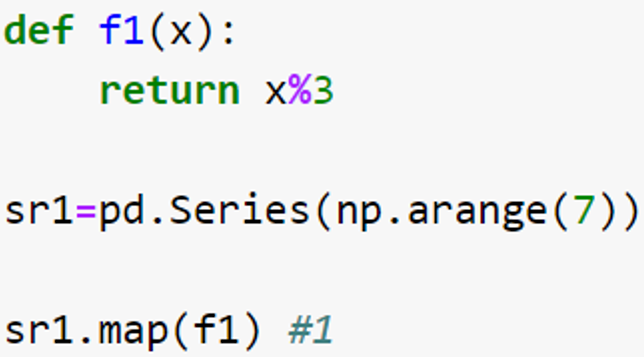 def f1(x):
    return x%3
sr1=pd.Series(np.arange(7))
sr1.map(f1) #1